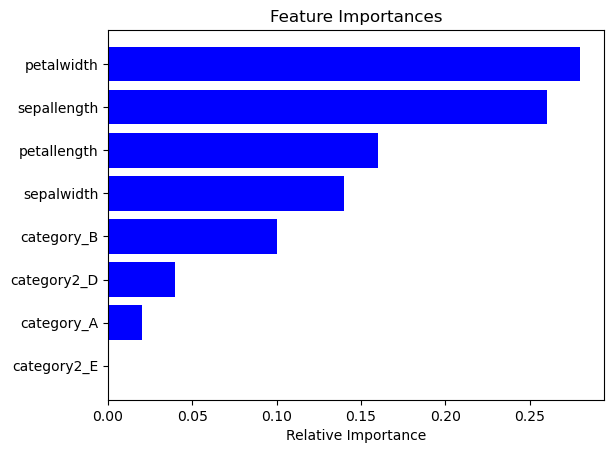 Feature Importances
petalwidth
sepallength
petallength
sepalwidth
category_B
category2_D
category_A
category2_E
0.00 0.05 0.10 0.15 0.20 0.25
Relative Importance